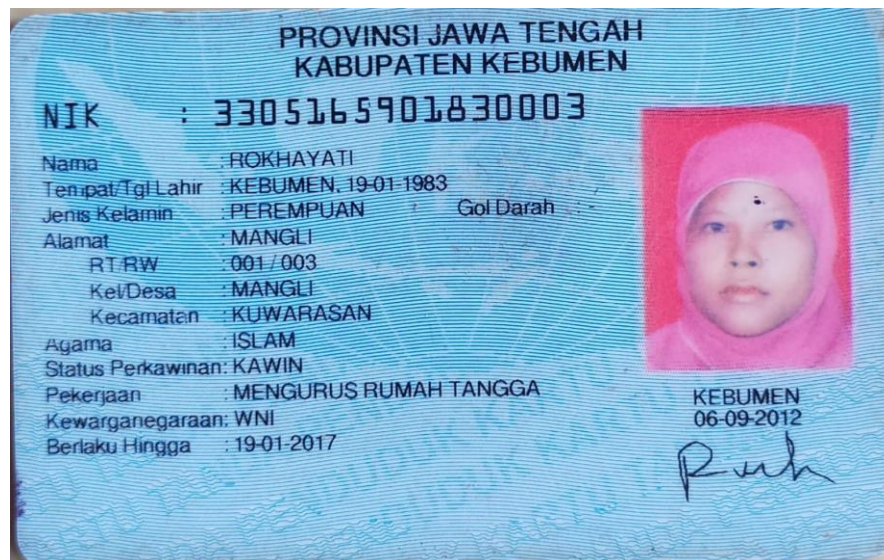 PROVINSI JAWA TENGAH
KABUPATEN KEBUMEN
NIK : 3305165901830003
Nama : ROKHAYATI
Tempat/Tgl Lahir : KEBUMEN, 19-01-1983
Jenis Kelamin : PEREMPUAN Gol Darah : -
Alamat : MANGLI
RT/RW : 001 / 003
Kel/Desa : MANGLI
Kecamatan : KUWARASAN
Agama : ISLAM
Status Perkawinan: KAWIN
Pekerjaan : MENGURUS RUMAH TANGGA
Kewarganegaraan: WNI
Berlaku Hingga : 19-01-2017
KEBUMEN
06-09-2012